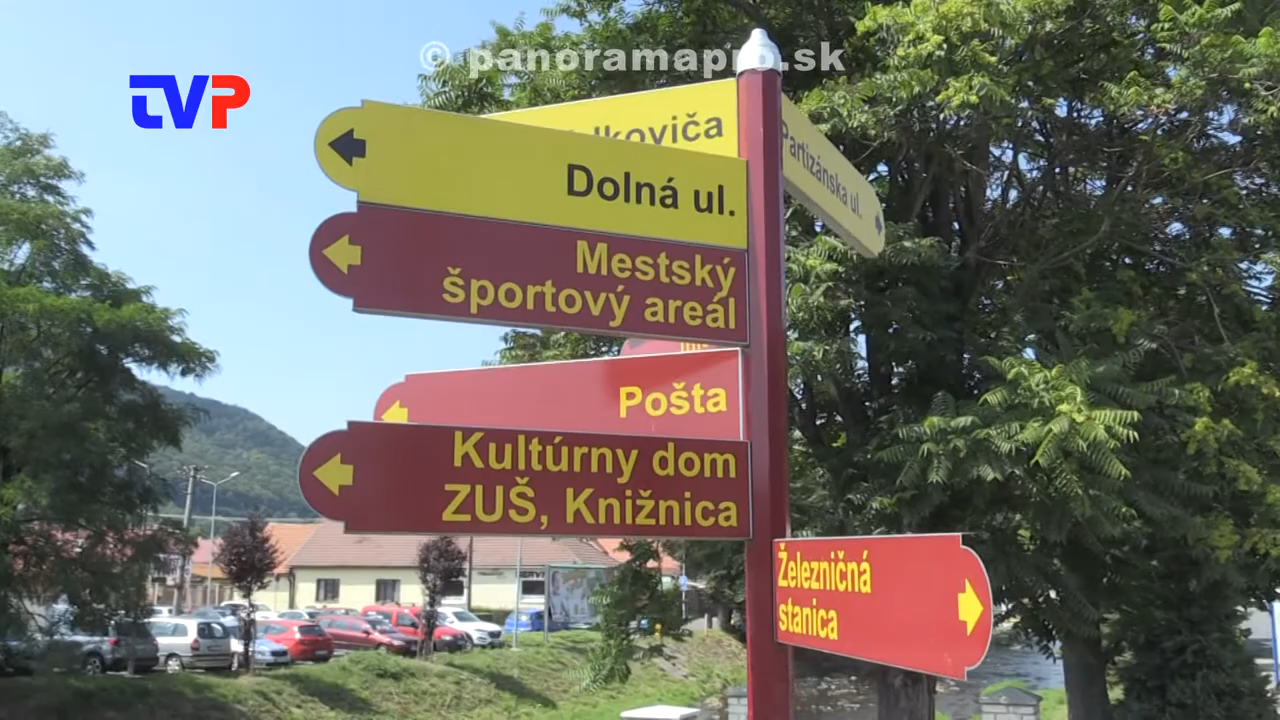 © panoramapro.sk
TVP
Dolná ul.
Partizánska ul.
Mestský
športový areál
Pošta
Kultúrny dom
ZUŠ, Knižnica
Železničná
stanica